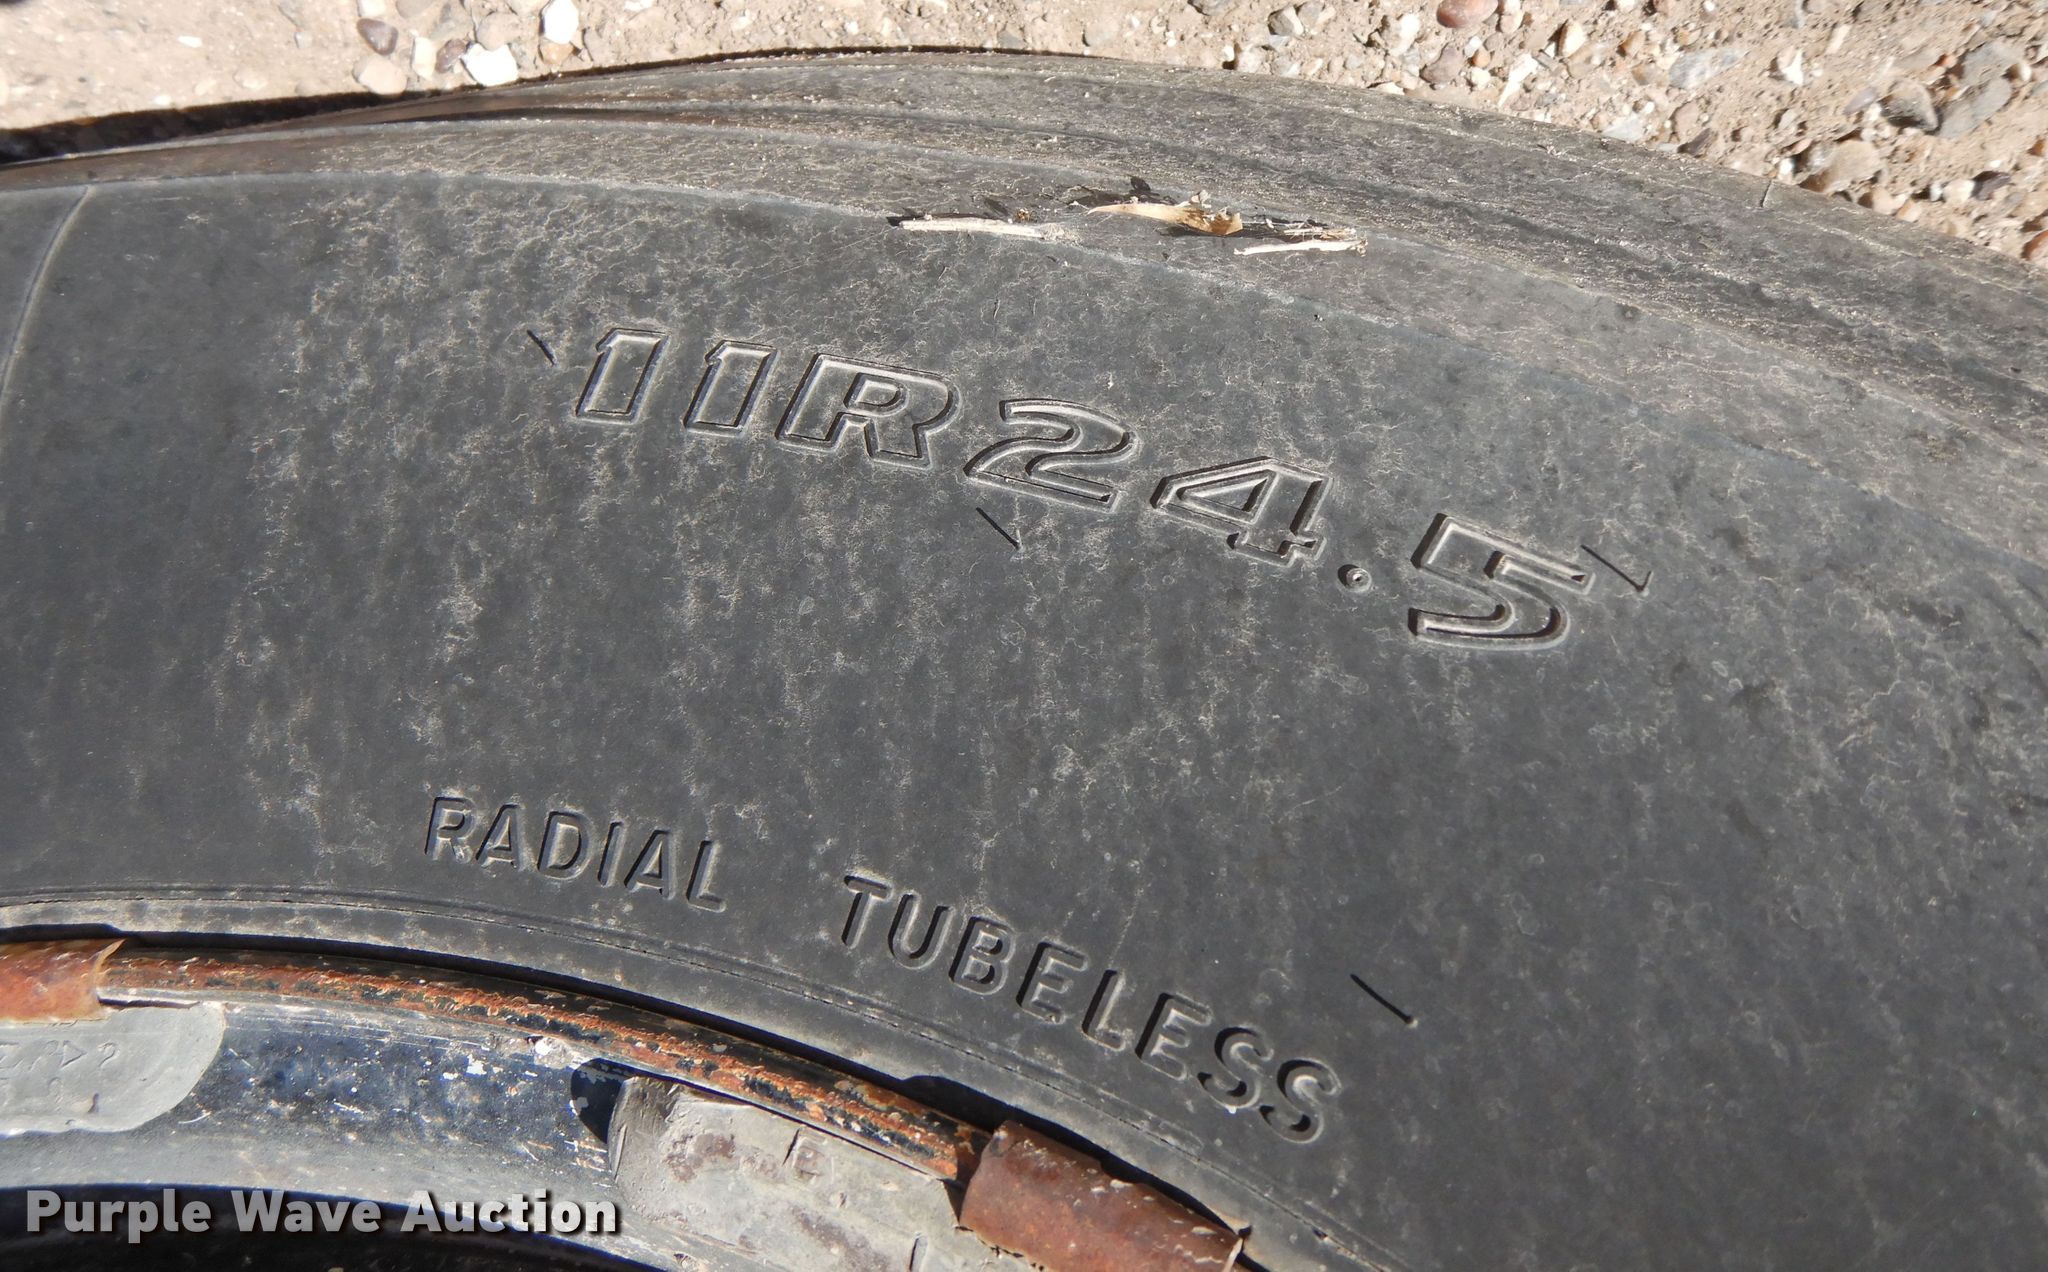 11R24.5
RADIAL TUBELESS
Purple Wave Auction